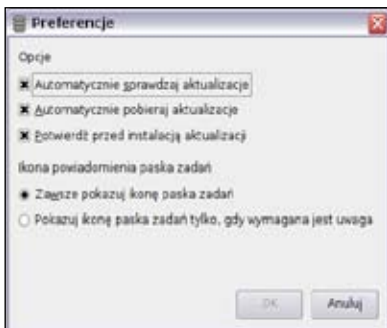 Preferencje
Opcje
Automatycznie sprawdzaj aktualizacje
Automatycznie pobieraj aktualizacje
Potwierdź przed instalacją aktualizacji
Ikona powiadomienia paska zadań
Zawsze pokazuj ikonę paska zadań
Pokazuj ikonę paska zadań tylko, gdy wymagana jest uwaga
OK Anuluj